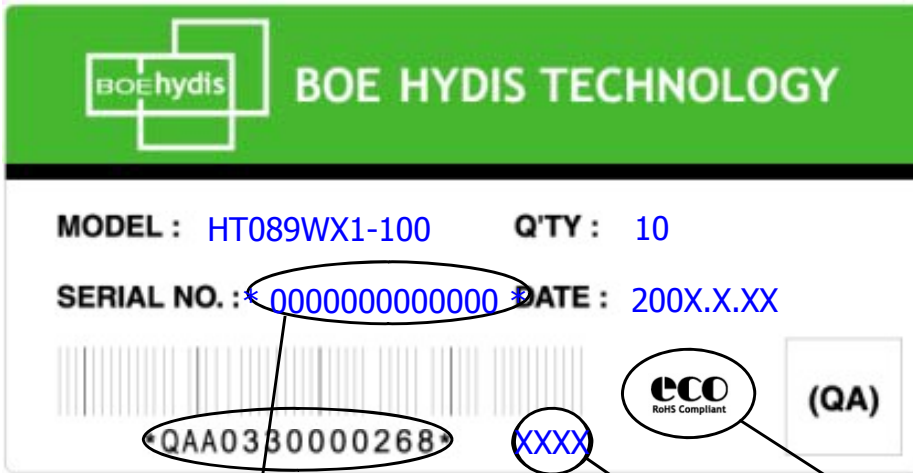 BOEhydis BOE HYDIS TECHNOLOGY
MODEL : HT089WX1-100 Q'TY : 10
SERIAL NO. :* 0000000000000 * DATE : 200X.X.XX
eco
RoHS Compliant
(QA)
*QAA0330000268* XXXX